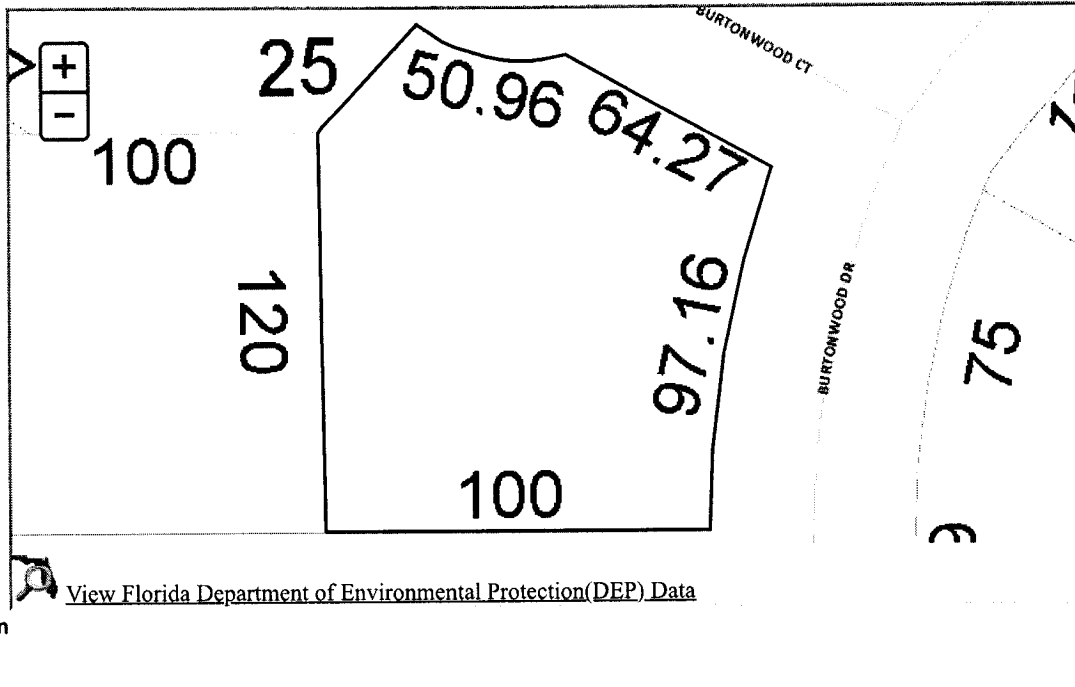 BURTONWOOD CT
25
50.96
64.27
+
-
100
120
97.16
BURTONWOOD DR
75
100
View Florida Department of Environmental Protection(DEP) Data
n